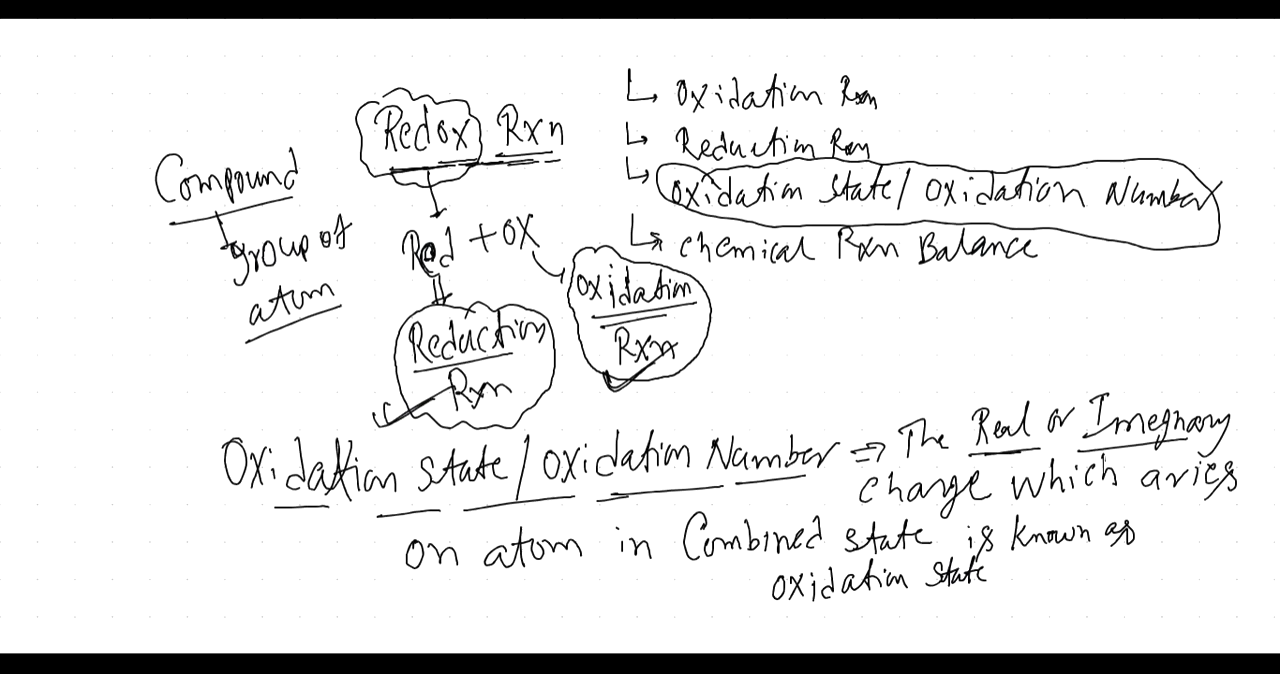 Redox Rxn
Compound
group of
atom
Red + OX
Reduction
Rxn
Oxidation
Rxn
Oxidation Rxn
Reduction Rxn
Oxidation State/Oxidation Number
Chemical Rxn Balance
Oxidation State/Oxidation Number ⇒ The Real or Imegnary
charge which aries
on atom in Combined state is known as
oxidation state